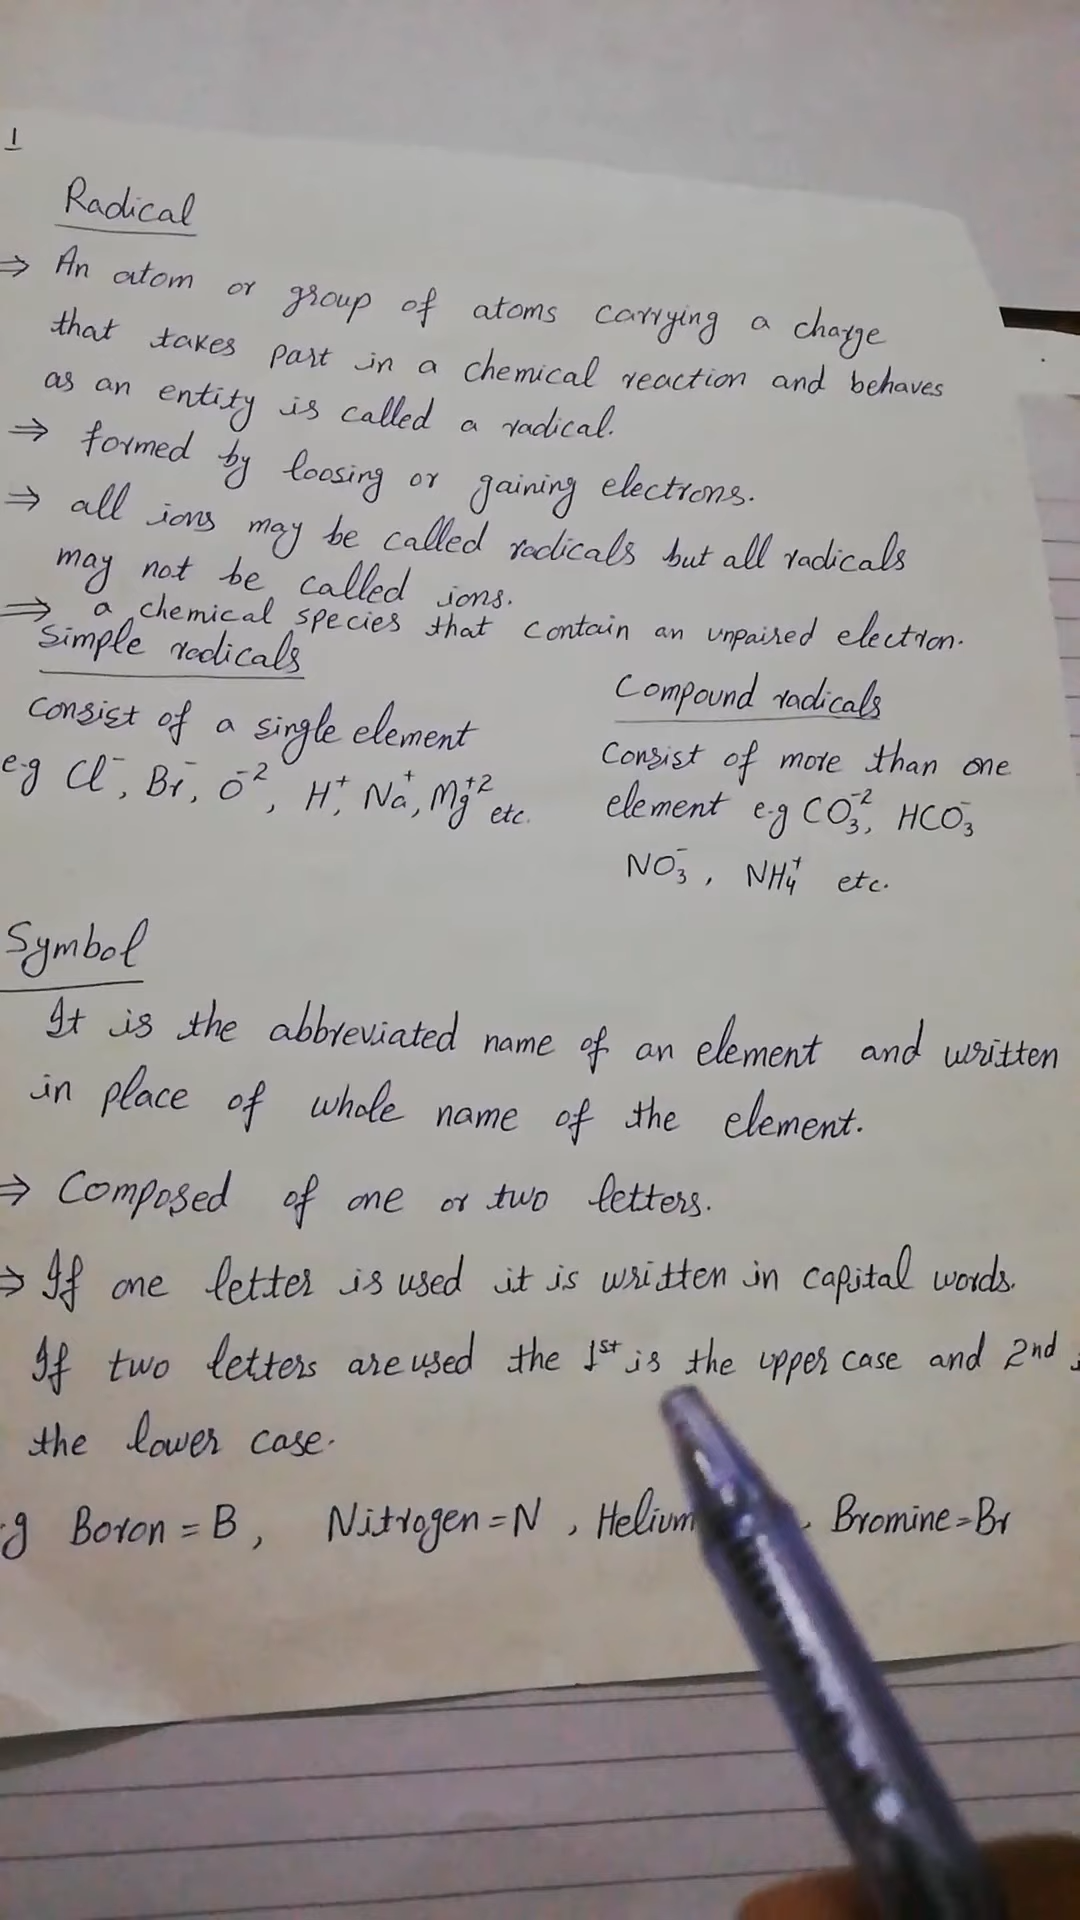 1
Radical
⇒ An atom or group of atoms carrying a charge
that takes part in a chemical reaction and behaves
as an entity is called a radical.
⇒ formed by loosing or gaining electrons.
⇒ all ions may be called radicals but all radicals
may not be called ions.
⇒ a chemical species that contain an unpaired electron.
Simple radicals
consist of a single element
e.g Cl⁻, Br⁻, O⁻², H⁺, Na⁺, Mg⁺² etc.
Compound radicals
Consist of more than one
element e.g CO₃⁻², HCO₃⁻
NO₃⁻, NH₄⁺ etc.
Symbol
It is the abbreviated name of an element and written
in place of whole name of the element.
⇒ Composed of one or two letters.
⇒ If one letter is used it is written in capital words.
If two letters are used the 1st is the upper case and 2nd
the lower case.
.g Boron = B, Nitrogen = N, Helium , Bromine = Br